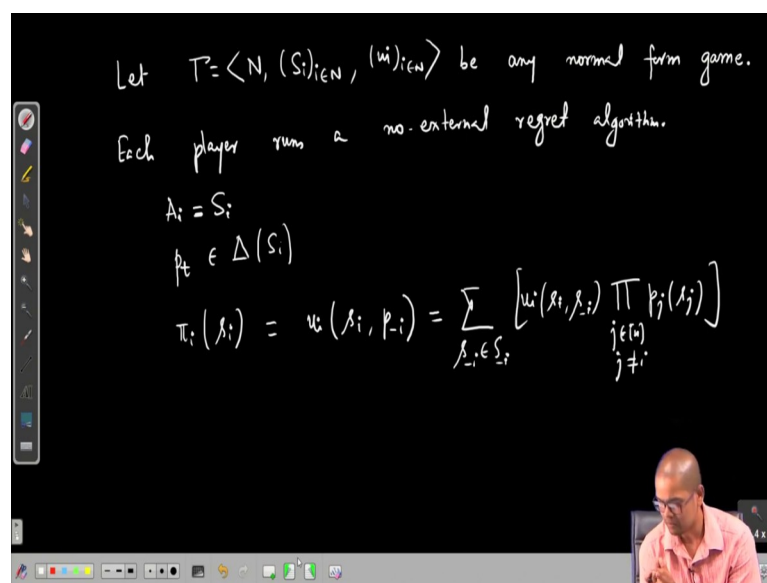 Let Γ = ⟨N, (Si)i∈N, (ui)i∈N⟩ be any normal form game.
Each player runs a no-external regret algorithm.
Ai = Si
pt ∈ Δ(Si)
πi(si) = ui(si, p-i) = Σ s-i∈S-i [ui(si, s-i) Π j∈[n] j≠i pj(sj)]